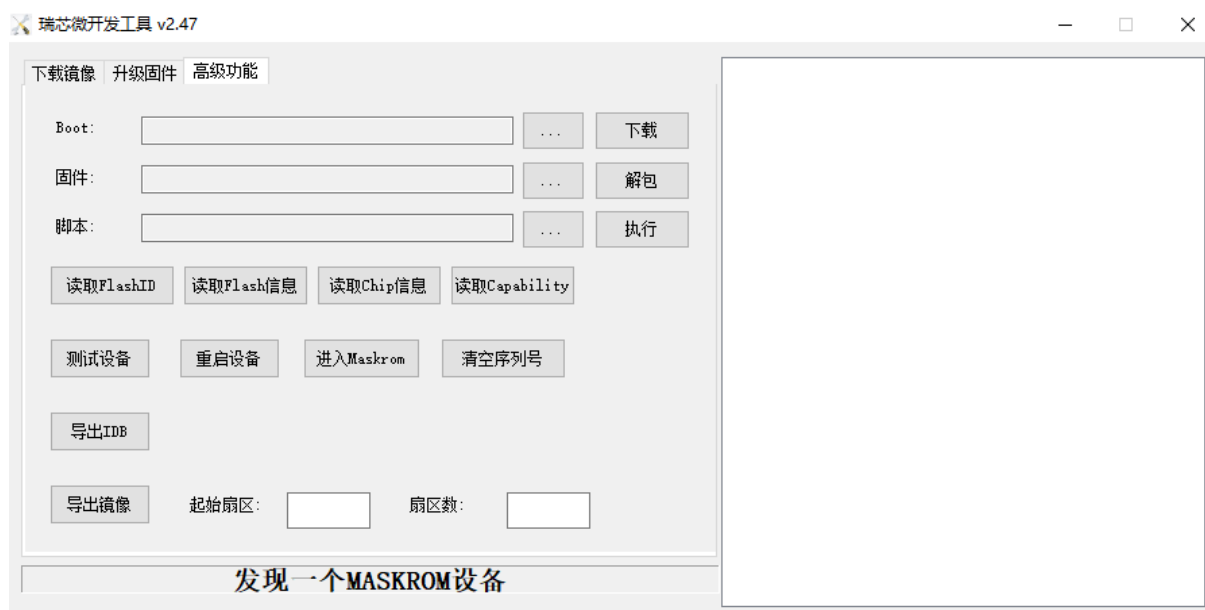 瑞芯微开发工具 v2.47
下载镜像 升级固件 高级功能
Boot: ... 下载
固件: ... 解包
脚本: ... 执行
读取FlashID 读取Flash信息 读取Chip信息 读取Capability
测试设备 重启设备 进入Maskrom 清空序列号
导出IDB
导出镜像 起始扇区: 扇区数:
发现一个MASKROM设备